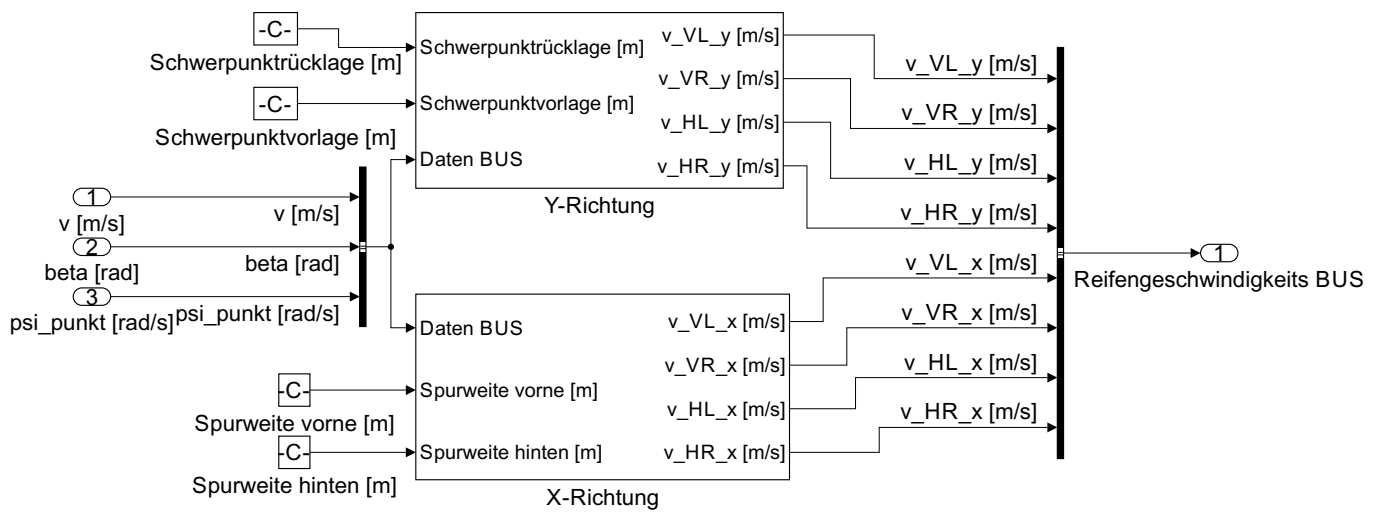 -C-
Schwerpunktrücklage [m]
-C-
Schwerpunktvorlage [m]
1
v [m/s]
2
beta [rad]
3
psi_punkt [rad/s]
v [m/s]
beta [rad]
psi_punkt [rad/s]
Schwerpunktrücklage [m]
Schwerpunktvorlage [m]
Daten BUS
v_VL_y [m/s]
v_VR_y [m/s]
v_HL_y [m/s]
v_HR_y [m/s]
Y-Richtung
-C-
Spurweite vorne [m]
-C-
Spurweite hinten [m]
Daten BUS
Spurweite vorne [m]
Spurweite hinten [m]
v_VL_x [m/s]
v_VR_x [m/s]
v_HL_x [m/s]
v_HR_x [m/s]
X-Richtung
v_VL_y [m/s]
v_VR_y [m/s]
v_HL_y [m/s]
v_HR_y [m/s]
v_VL_x [m/s]
v_VR_x [m/s]
v_HL_x [m/s]
v_HR_x [m/s]
1
Reifengeschwindigkeits BUS